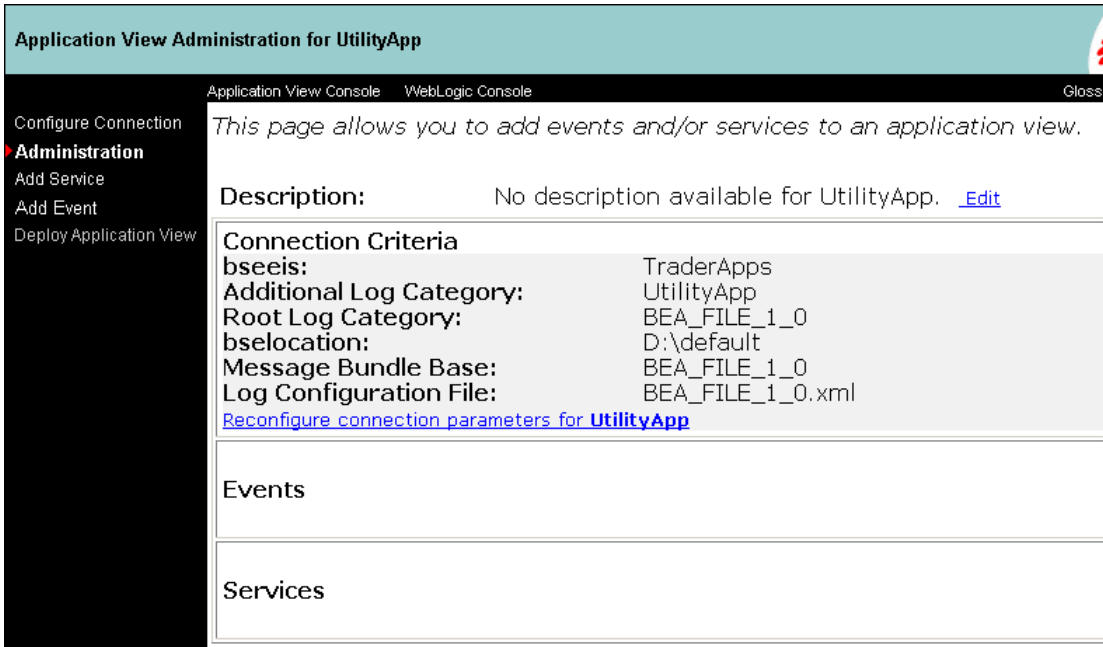 Application View Administration for UtilityApp
Application View Console WebLogic Console
Configure Connection
Administration
Add Service
Add Event
Deploy Application View
This page allows you to add events and/or services to an application view.
Description: No description available for UtilityApp. Edit
Connection Criteria
bseeis: TraderApps
Additional Log Category: UtilityApp
Root Log Category: BEA_FILE_1_0
bselocation: D:\default
Message Bundle Base: BEA_FILE_1_0
Log Configuration File: BEA_FILE_1_0.xml
Reconfigure connection parameters for UtilityApp
Events
Services